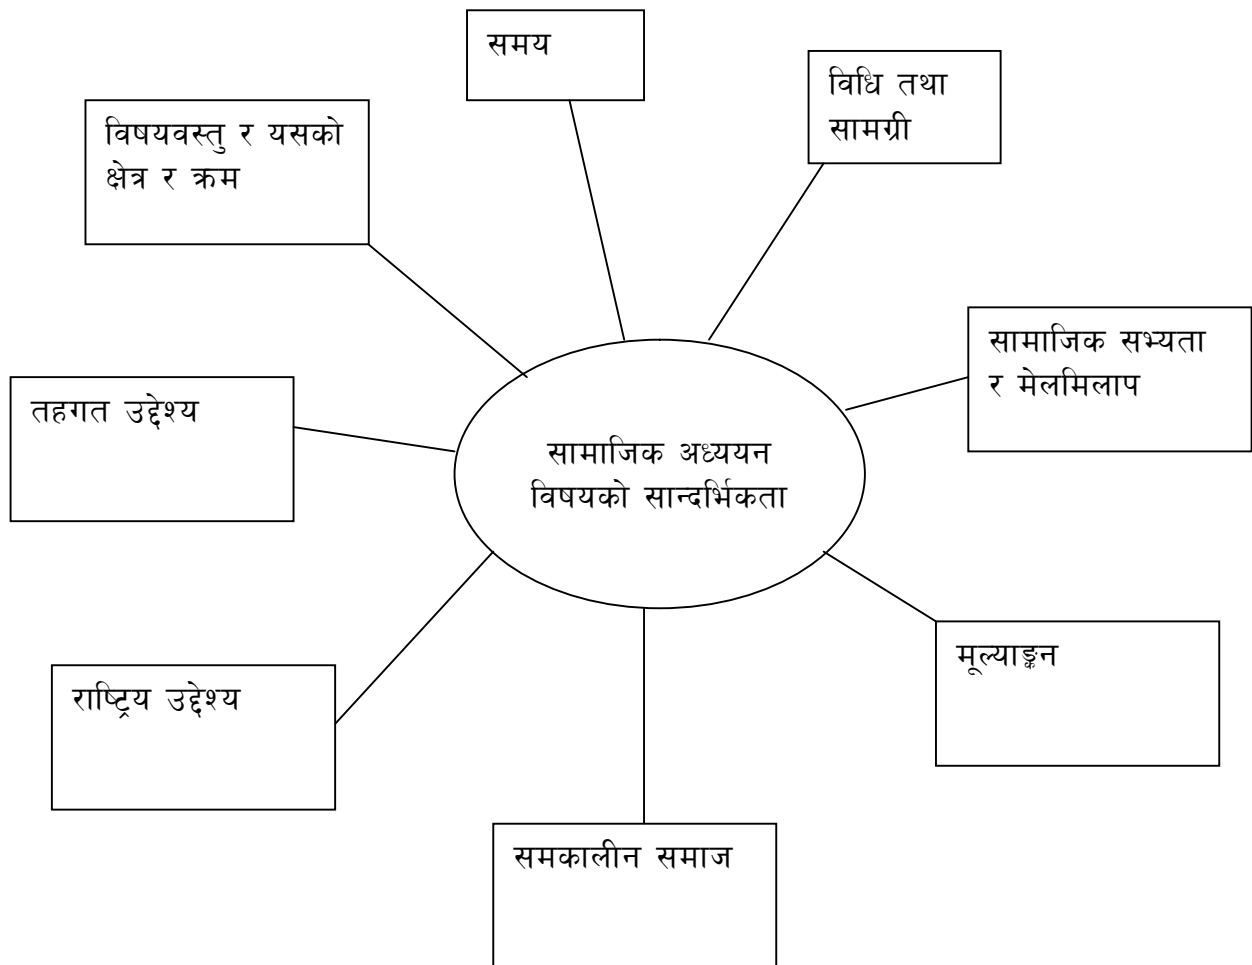 समय
विधि तथा
सामग्री
विषयवस्तु र यसको
क्षेत्र र क्रम
सामाजिक सभ्यता
र मेलमिलाप
तहगत उद्देश्य
सामाजिक अध्ययन
विषयको सान्दर्भिकता
मूल्याङ्कन
राष्ट्रिय उद्देश्य
समकालीन समाज